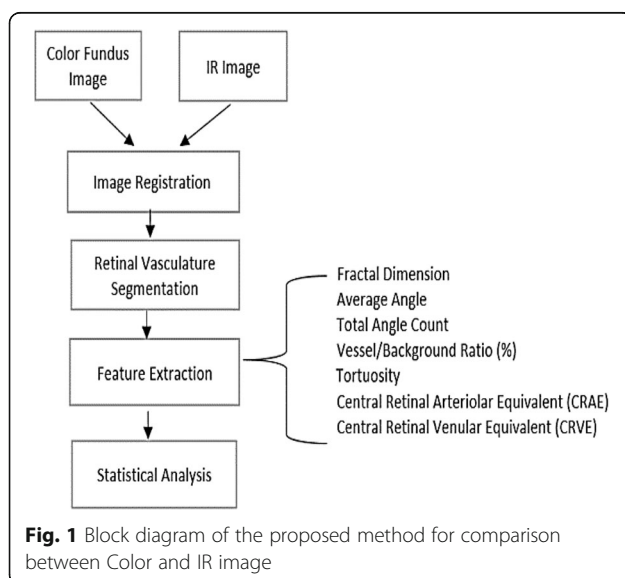 Color Fundus
Image
IR Image
Image Registration
Retinal Vasculature
Segmentation
Feature Extraction
Fractal Dimension
Average Angle
Total Angle Count
Vessel/Background Ratio (%)
Tortuosity
Central Retinal Arteriolar Equivalent (CRAE)
Central Retinal Venular Equivalent (CRVE)
Statistical Analysis
Fig. 1 Block diagram of the proposed method for comparison
between Color and IR image